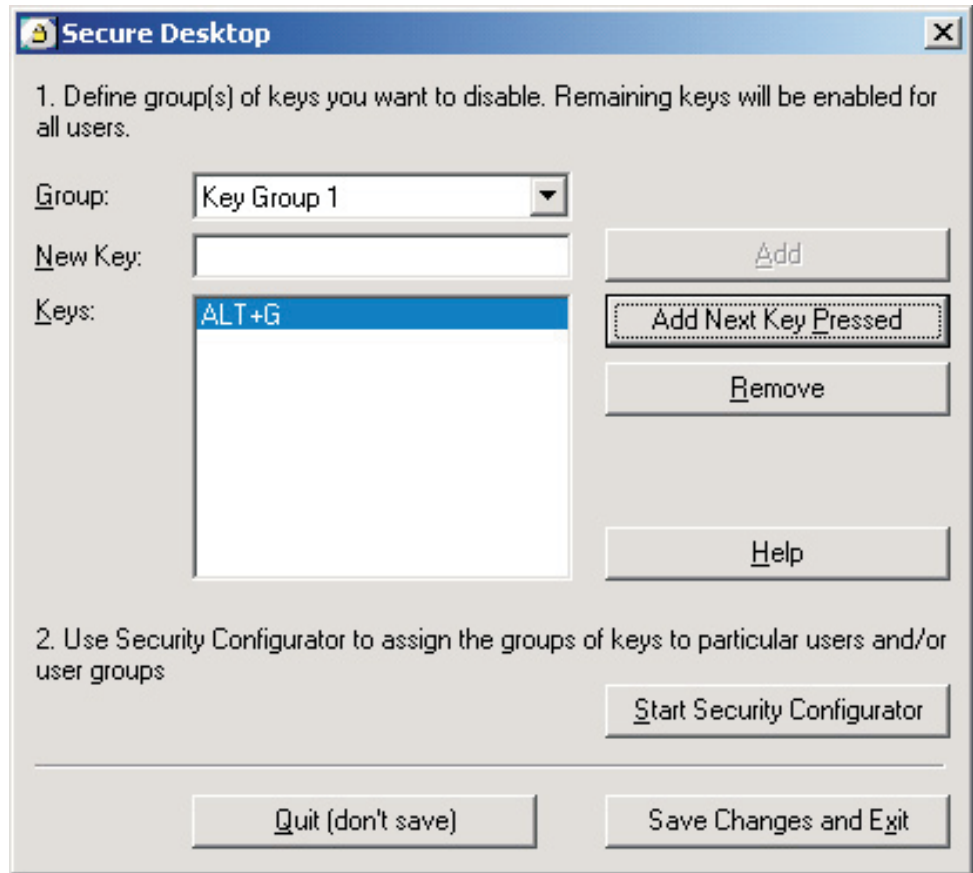 Secure Desktop
1. Define group(s) of keys you want to disable. Remaining keys will be enabled for
all users.
Group:
Key Group 1
New Key:
Add
Keys:
ALT+G
Add Next Key Pressed
Remove
Help
2. Use Security Configurator to assign the groups of keys to particular users and/or
user groups
Start Security Configurator
Quit (don't save)
Save Changes and Exit